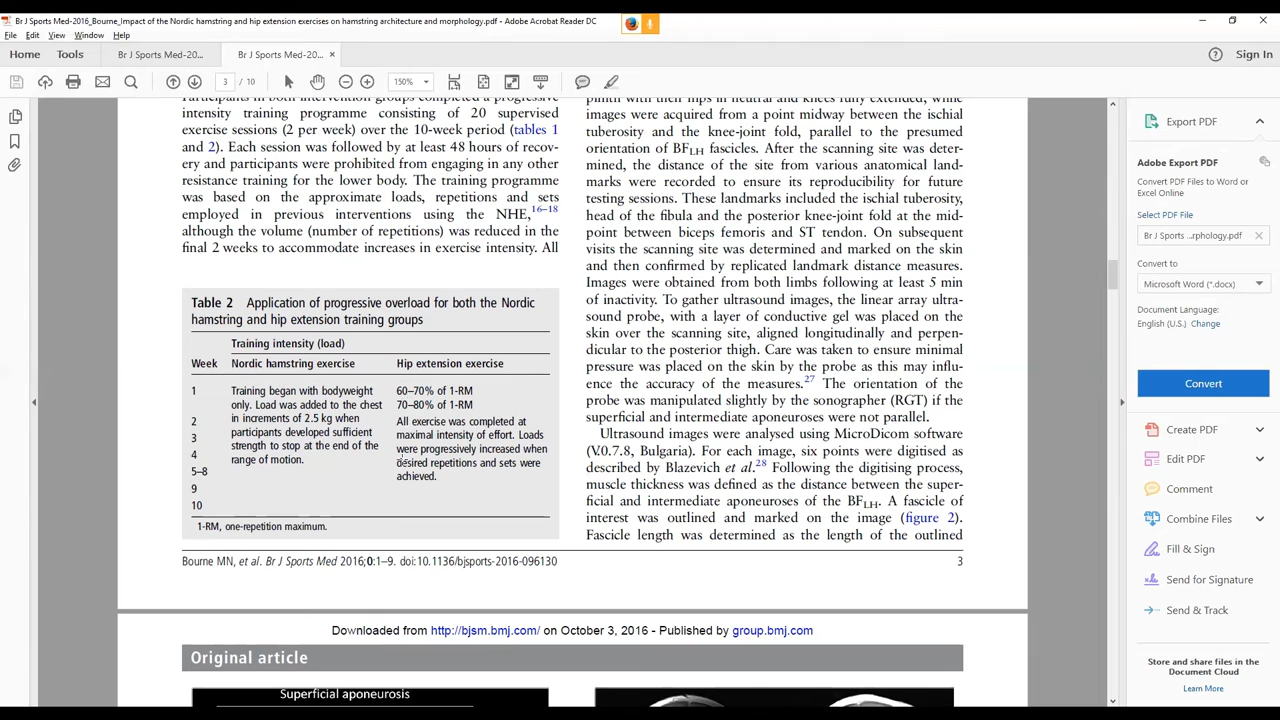 Br J Sports Med-2016_Bourne_Impact of the Nordic hamstring and hip extension exercises on hamstring architecture and morphology.pdf - Adobe Acrobat Reader DC
File Edit View Window Help
Home Tools Br J Sports Med-20... Br J Sports Med-20... × Sign In
3 / 10 150%
Participants in both intervention groups completed a progressive
intensity training programme consisting of 20 supervised
exercise sessions (2 per week) over the 10-week period (tables 1
and 2). Each session was followed by at least 48 hours of recov-
ery and participants were prohibited from engaging in any other
resistance training for the lower body. The training programme
was based on the approximate loads, repetitions and sets
employed in previous interventions using the NHE,16–18
although the volume (number of repetitions) was reduced in the
final 2 weeks to accommodate increases in exercise intensity. All
Table 2 Application of progressive overload for both the Nordic
hamstring and hip extension training groups
Training intensity (load)
Week Nordic hamstring exercise Hip extension exercise
1 Training began with bodyweight 60–70% of 1-RM
only. Load was added to the chest 70–80% of 1-RM
2 in increments of 2.5 kg when All exercise was completed at
3 participants developed sufficient maximal intensity of effort. Loads
4 strength to stop at the end of the were progressively increased when
5–8 range of motion. desired repetitions and sets were
9 achieved.
10
1-RM, one-repetition maximum.
plinth with their hips in neutral and knees fully extended, while
images were acquired from a point midway between the ischial
tuberosity and the knee-joint fold, parallel to the presumed
orientation of BFLH fascicles. After the scanning site was deter-
mined, the distance of the site from various anatomical land-
marks were recorded to ensure its reproducibility for future
testing sessions. These landmarks included the ischial tuberosity,
head of the fibula and the posterior knee-joint fold at the mid-
point between biceps femoris and ST tendon. On subsequent
visits the scanning site was determined and marked on the skin
and then confirmed by replicated landmark distance measures.
Images were obtained from both limbs following at least 5 min
of inactivity. To gather ultrasound images, the linear array ultra-
sound probe, with a layer of conductive gel was placed on the
skin over the scanning site, aligned longitudinally and perpen-
dicular to the posterior thigh. Care was taken to ensure minimal
pressure was placed on the skin by the probe as this may influ-
ence the accuracy of the measures.27 The orientation of the
probe was manipulated slightly by the sonographer (RGT) if the
superficial and intermediate aponeuroses were not parallel.
Ultrasound images were analysed using MicroDicom software
(V.0.7.8, Bulgaria). For each image, six points were digitised as
described by Blazevich et al.28 Following the digitising process,
muscle thickness was defined as the distance between the super-
ficial and intermediate aponeuroses of the BFLH. A fascicle of
interest was outlined and marked on the image (figure 2).
Fascicle length was determined as the length of the outlined
Bourne MN, et al. Br J Sports Med 2016;0:1–9. doi:10.1136/bjsports-2016-096130 3
Downloaded from http://bjsm.bmj.com/ on October 3, 2016 - Published by group.bmj.com
Original article
Superficial aponeurosis
Export PDF
Adobe Export PDF
Convert PDF Files to Word or
Excel Online
Select PDF File
Br J Sports ...rphology.pdf ×
Convert to
Microsoft Word (*.docx)
Document Language:
English (U.S.) Change
Convert
Create PDF
Edit PDF
Comment
Combine Files
Fill & Sign
Send for Signature
Send & Track
Store and share files in the
Document Cloud
Learn More